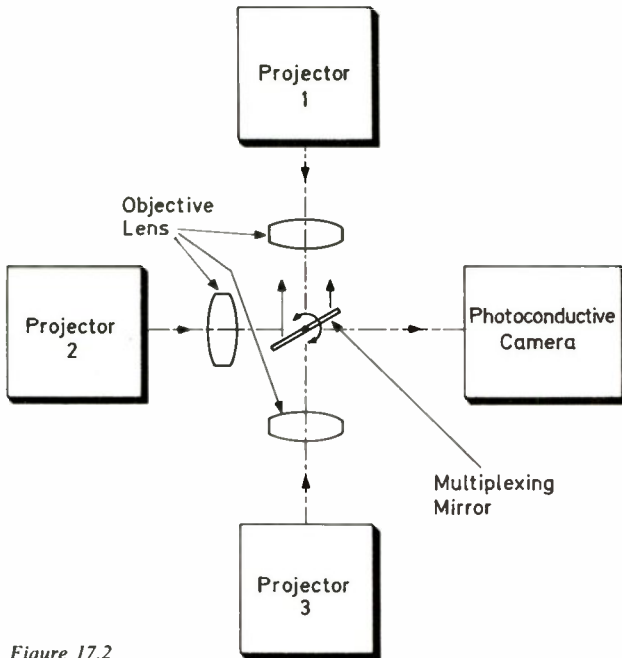 Projector
1
Objective
Lens
Projector
2
Photoconductive
Camera
Multiplexing
Mirror
Projector
3
Figure 17.2